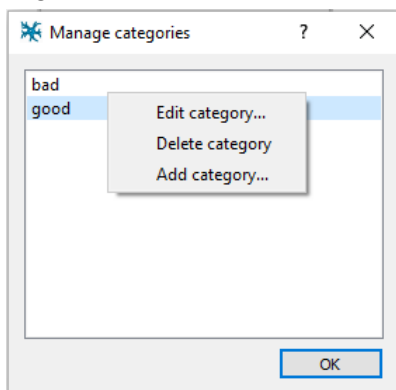 Manage categories ?
bad
good
Edit category...
Delete category
Add category...
OK